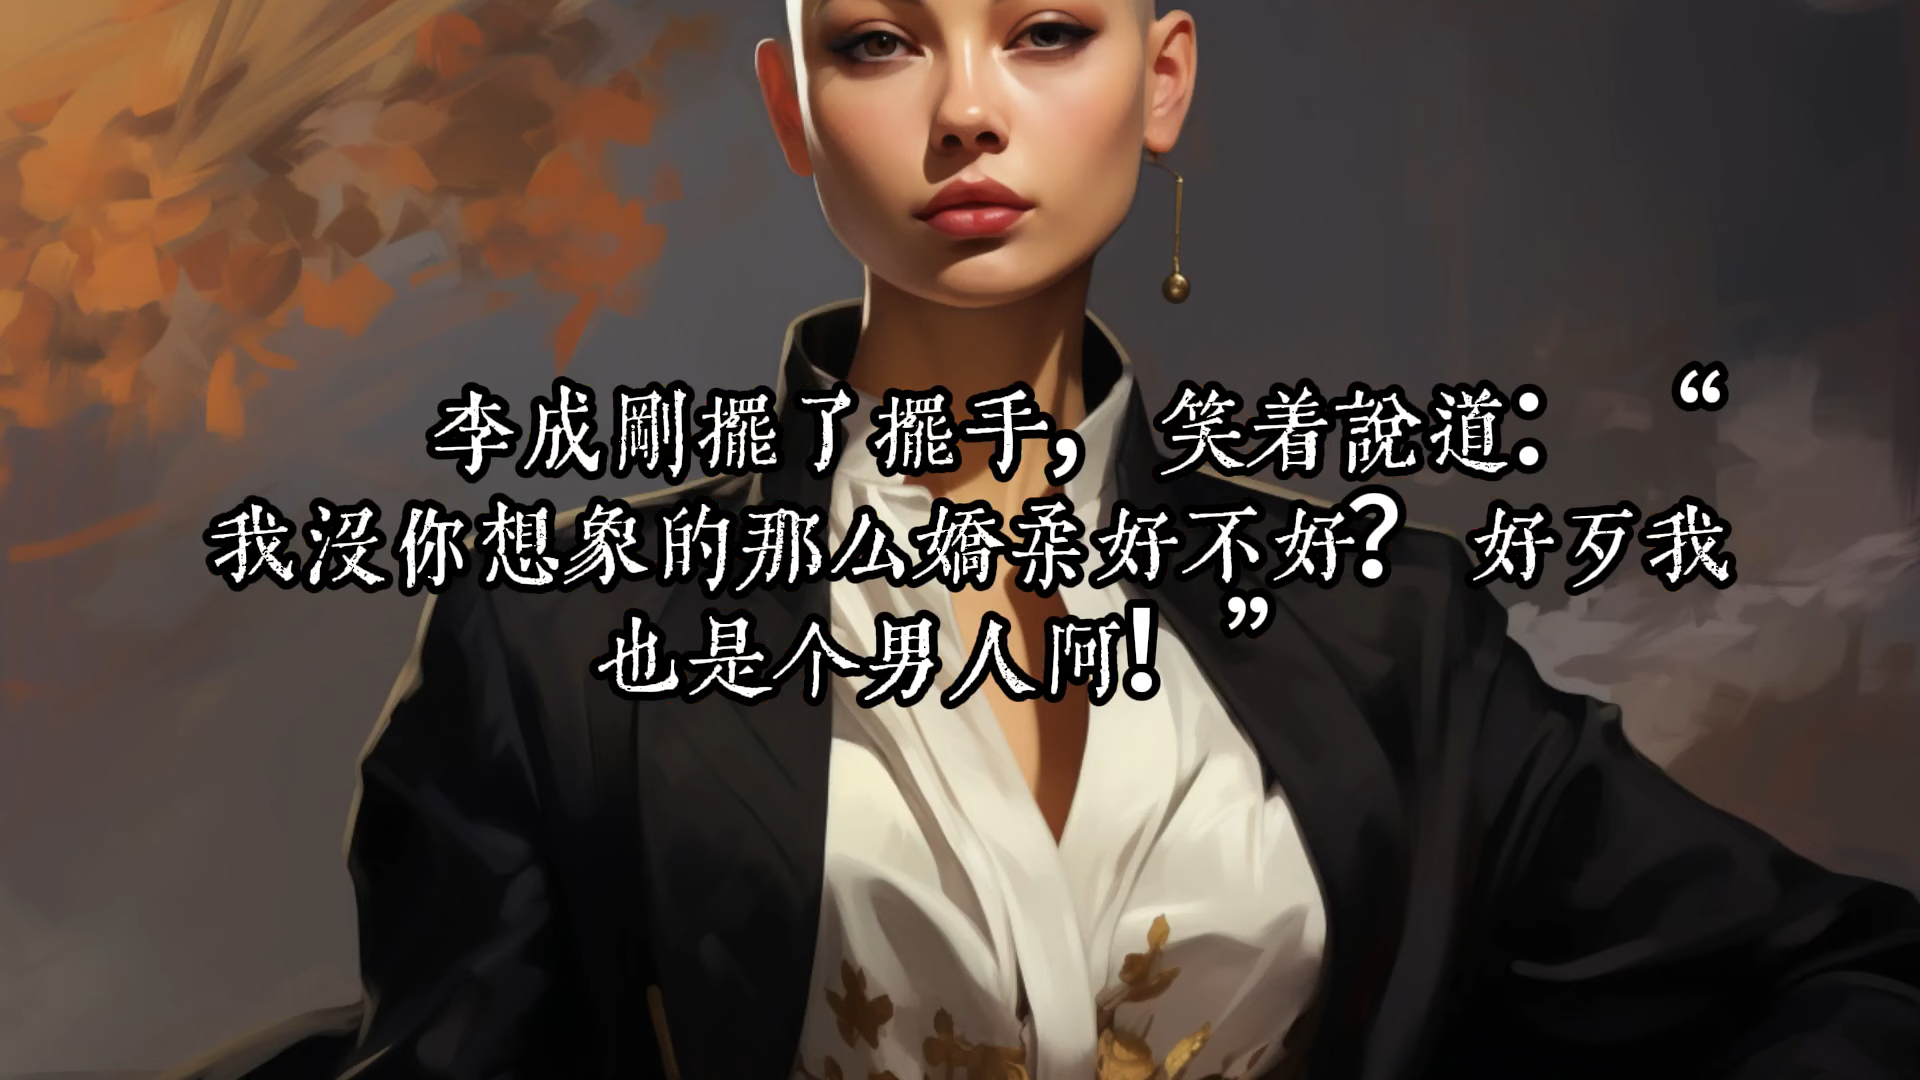 李成剛擺了擺手，笑着說道：“
我沒你想象的那么嬌柔好不好？好歹我
也是个男人阿！”